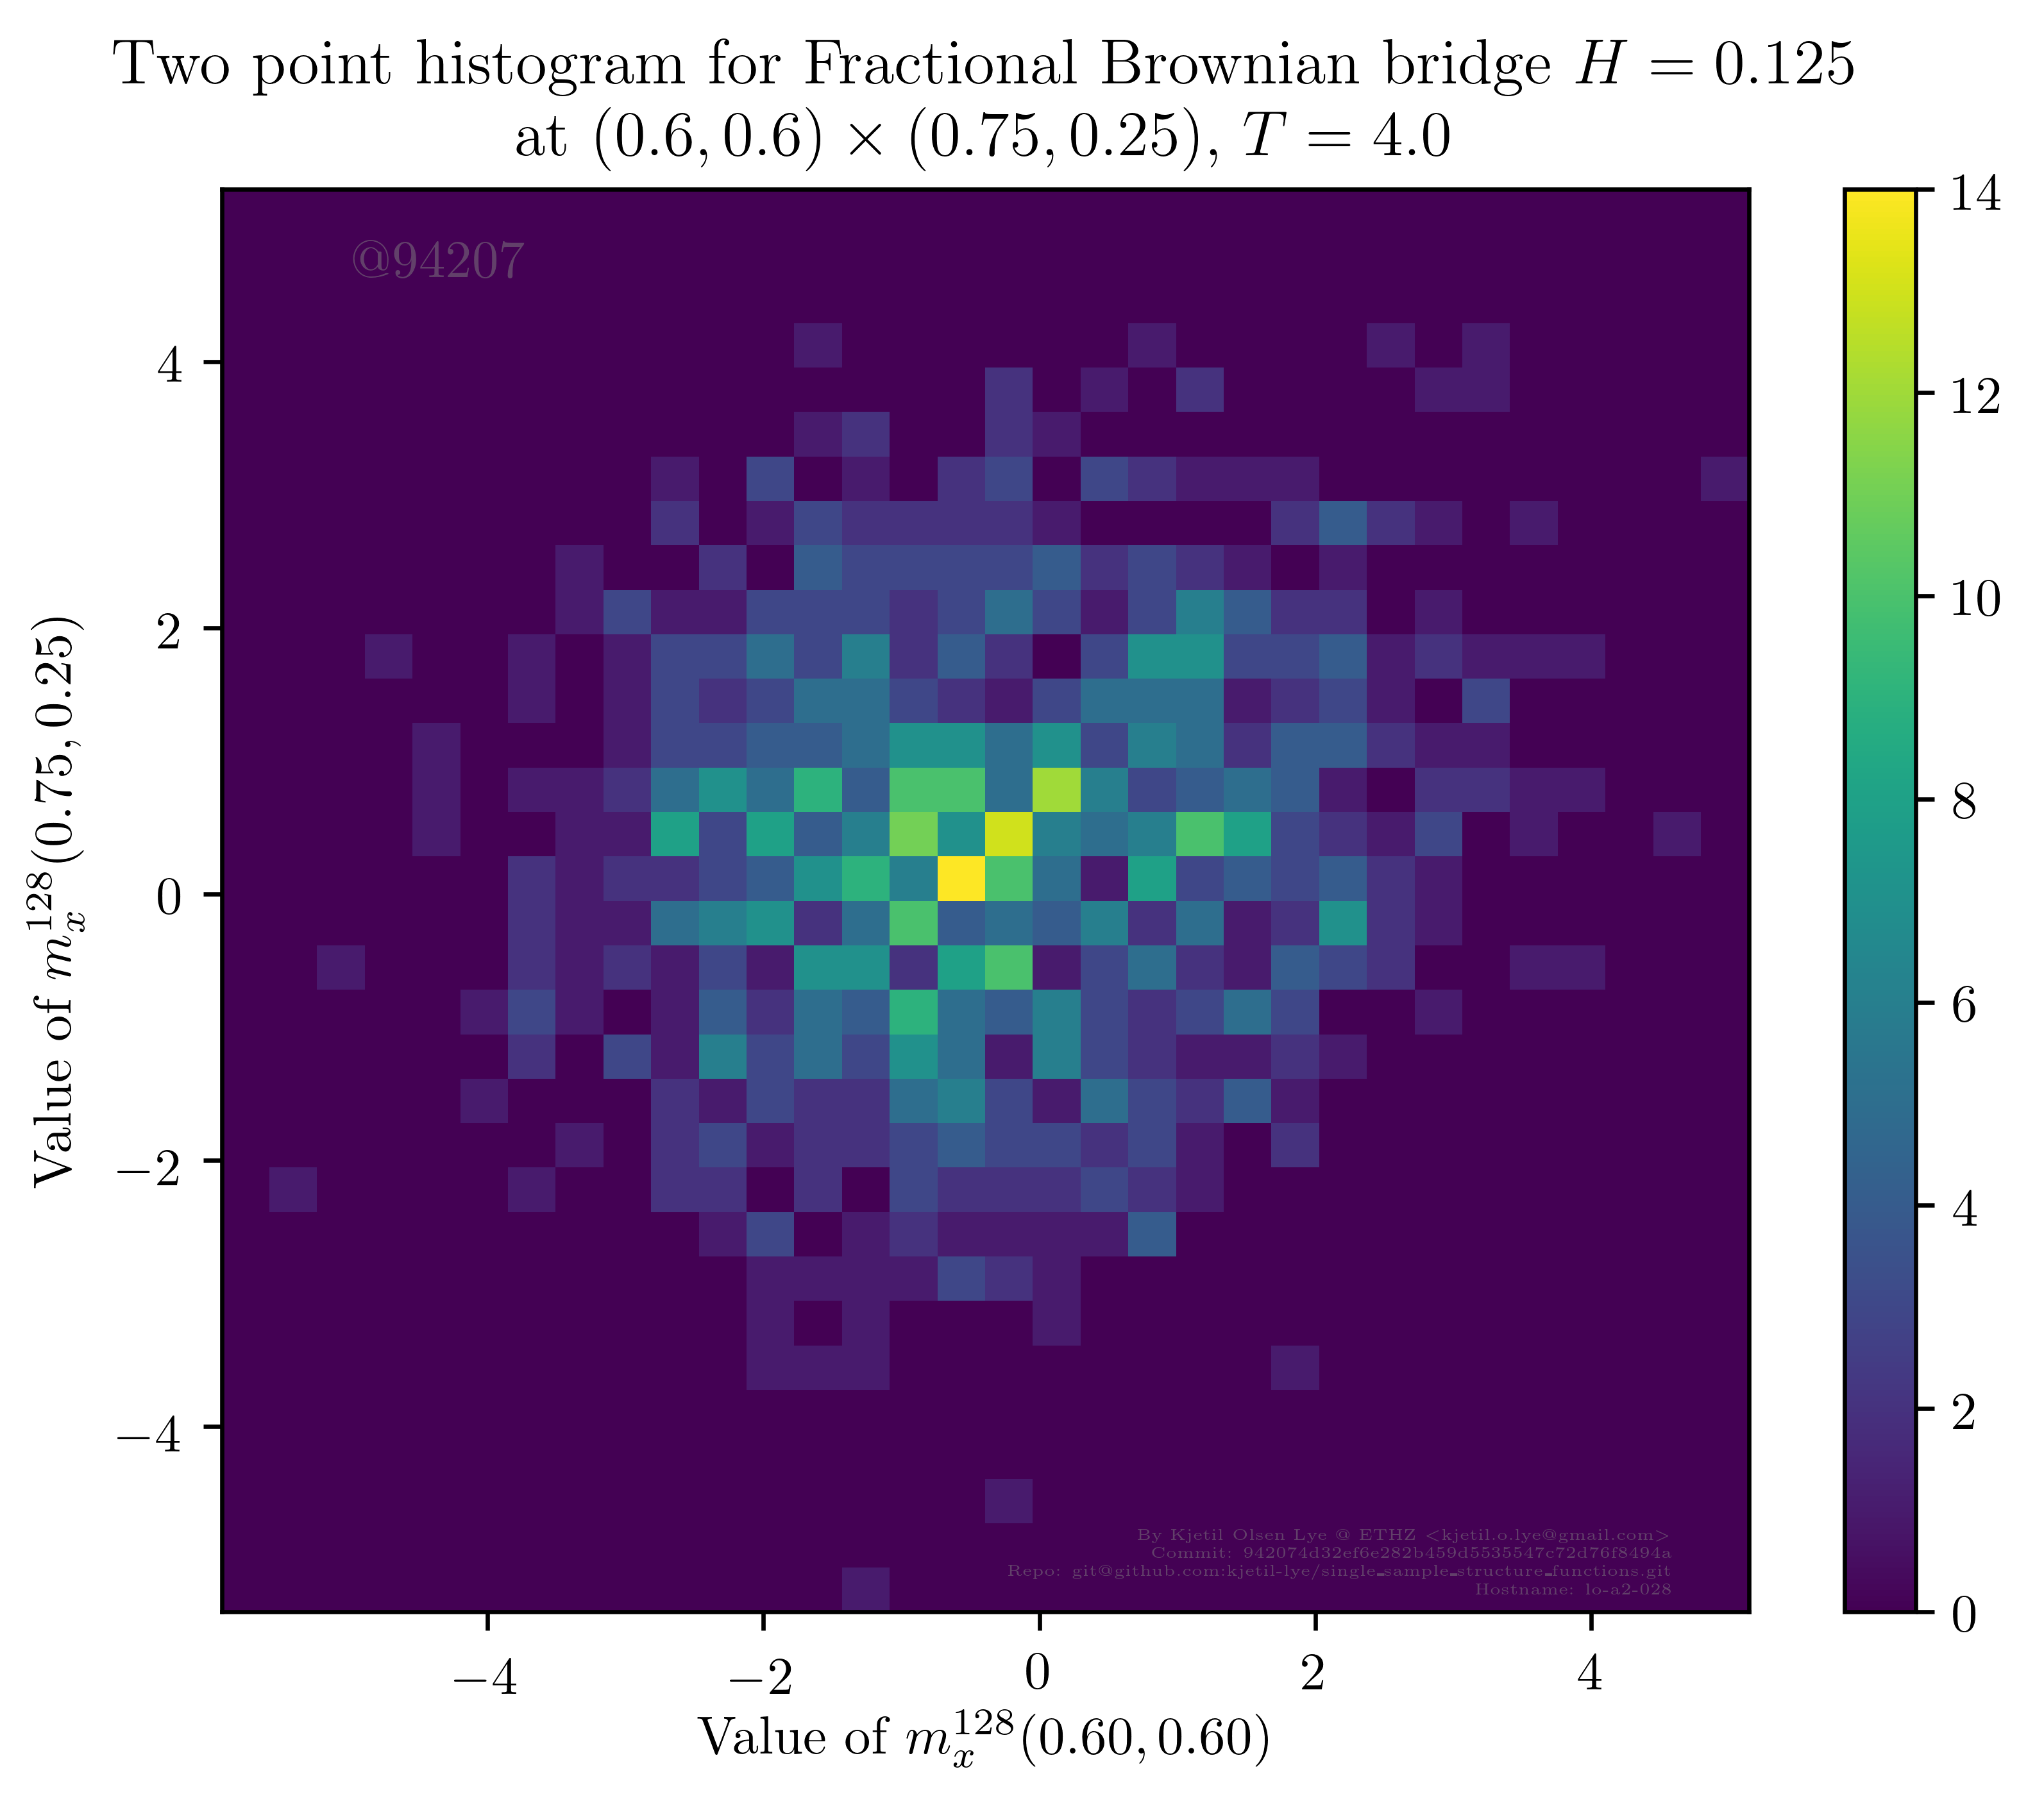 Two point histogram for Fractional Brownian bridge H = 0.125
at (0.6, 0.6) × (0.75, 0.25), T = 4.0
@94207
4
2
0
−2
−4
Value of m_x^128(0.75, 0.25)
−4
−2
0
2
4
Value of m_x^128(0.60, 0.60)
14
12
10
8
6
4
2
0
By Kjetil Olsen Lye @ ETHZ <kjetil.o.lye@gmail.com>
Commit: 942074d32ef6e282b459d5535547c72d76f8494a
Repo: git@github.com:kjetil-lye/single_sample_structure_functions.git
Hostname: lo-a2-028